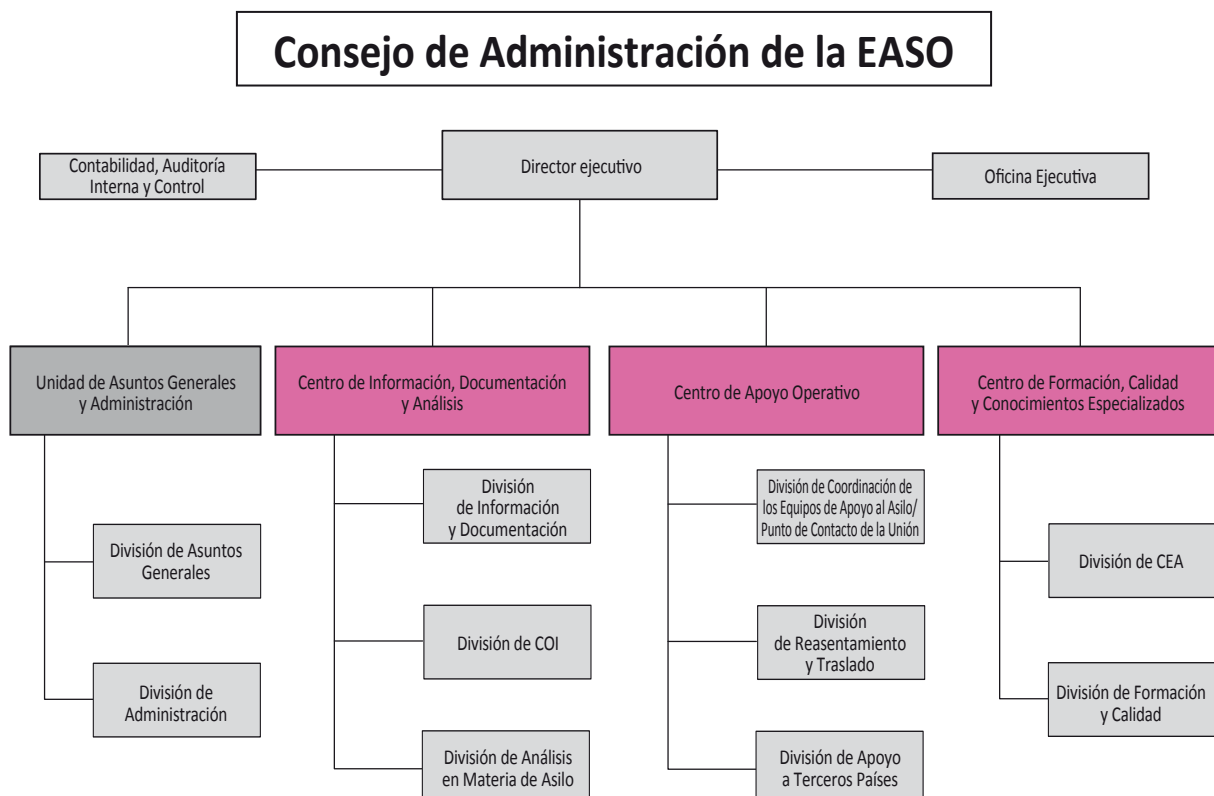 Consejo de Administración de la EASO
Contabilidad, Auditoría
Interna y Control
Director ejecutivo
Oficina Ejecutiva
Unidad de Asuntos Generales
y Administración
Centro de Información, Documentación
y Análisis
Centro de Apoyo Operativo
Centro de Formación, Calidad
y Conocimientos Especializados
División de Asuntos
Generales
División de
Administración
División
de Información
y Documentación
División de COI
División de Análisis
en Materia de Asilo
División de Coordinación de
los Equipos de Apoyo al Asilo/
Punto de Contacto de la Unión
División
de Reasentamiento
y Traslado
División de Apoyo
a Terceros Países
División de CEA
División de Formación
y Calidad